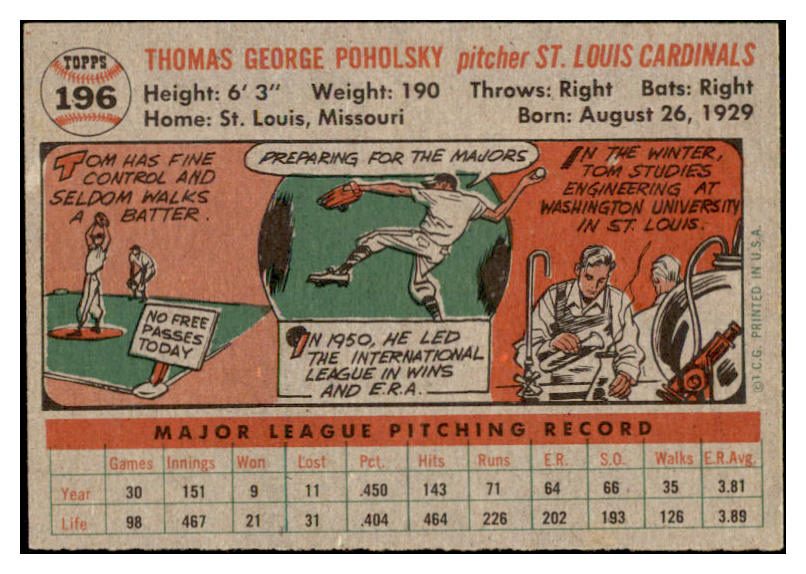 TOPPS
196
THOMAS GEORGE POHOLSKY pitcher ST. LOUIS CARDINALS
Height: 6' 3" Weight: 190 Throws: Right Bats: Right
Home: St. Louis, Missouri Born: August 26, 1929
TOM HAS FINE
CONTROL AND
SELDOM WALKS
A BATTER.
NO FREE
PASSES
TODAY
PREPARING FOR THE MAJORS
IN 1950, HE LED
THE INTERNATIONAL
LEAGUE IN WINS
AND E.R.A.
IN THE WINTER,
TOM STUDIES
ENGINEERING AT
WASHINGTON UNIVERSITY
IN ST. LOUIS.
© T.C.G. PRINTED IN U.S.A.
MAJOR LEAGUE PITCHING RECORD
Games Innings Won Lost Pct. Hits Runs E.R. S.O. Walks E.R.Avg.
Year 30 151 9 11 .450 143 71 64 66 35 3.81
Life 98 467 21 31 .404 464 226 202 193 126 3.89